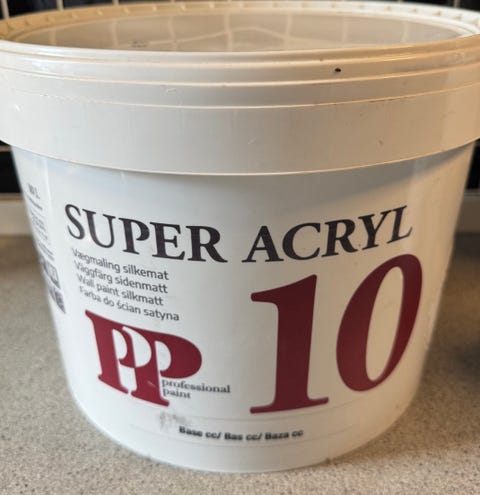 SUPER ACRYL
Vægmaling silkemat
Väggfärg sidenmatt
Wall paint silkmatt
Farba do ścian satyna
PP
professional
paint
10
Base cc/ Bas cc/ Baza cc